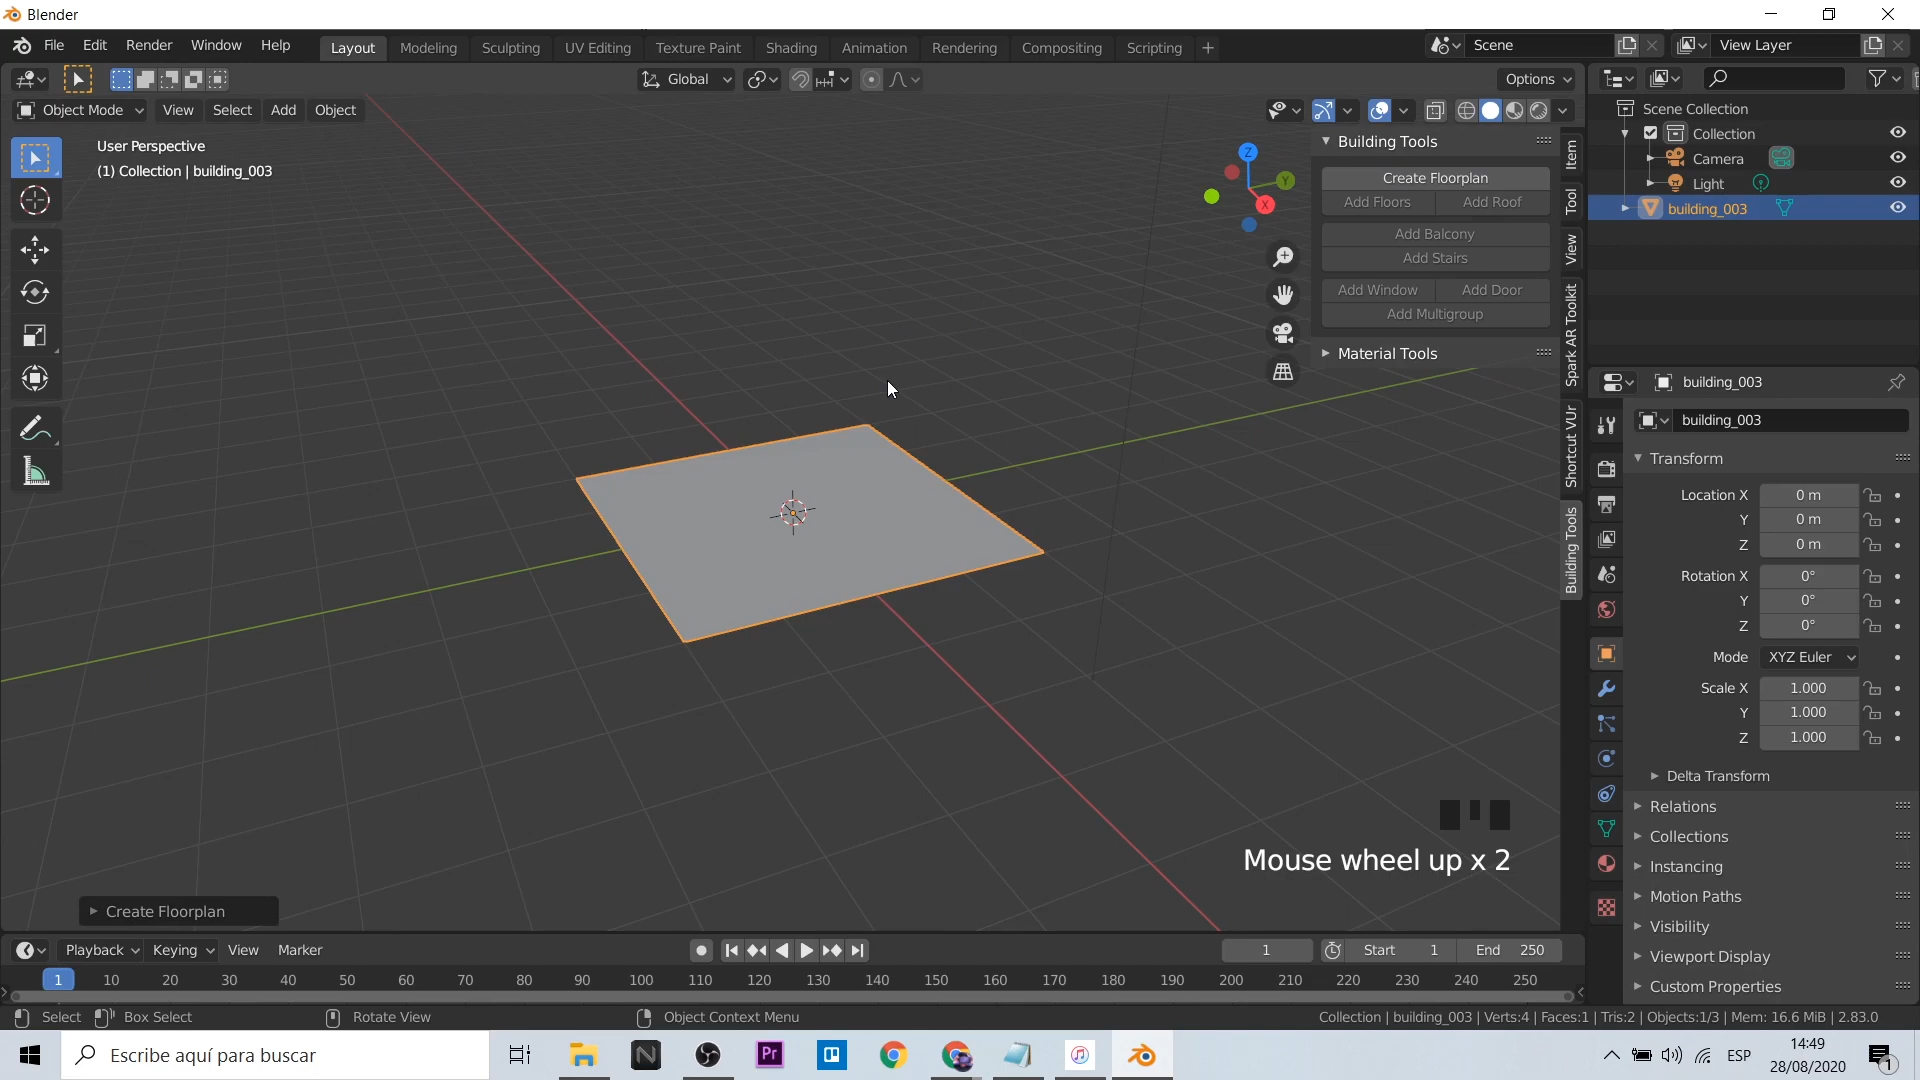 Blender
File Edit Render Window Help Layout Modeling Sculpting UV Editing Texture Paint Shading Animation Rendering Compositing Scripting + Scene View Layer
Global Options
Object Mode View Select Add Object
User Perspective
(1) Collection | building_003
Z
Y
X
Building Tools
Create Floorplan
Add Floors Add Roof
Add Balcony
Add Stairs
Add Window Add Door
Add Multigroup
Material Tools
Item
Tool
View
Spark AR Toolkit
Shortcut VUr
Building Tools
Scene Collection
Collection
Camera
Light
building_003
building_003
building_003
Transform
Location X 0 m
Y 0 m
Z 0 m
Rotation X 0°
Y 0°
Z 0°
Mode XYZ Euler
Scale X 1.000
Y 1.000
Z 1.000
Delta Transform
Relations
Collections
Instancing
Motion Paths
Visibility
Viewport Display
Custom Properties
Mouse wheel up x 2
Create Floorplan
Playback Keying View Marker 1 Start 1 End 250
1 10 20 30 40 50 60 70 80 90 100 110 120 130 140 150 160 170 180 190 200 210 220 230 240 250
Select Box Select Rotate View Object Context Menu Collection | building_003 | Verts:4 | Faces:1 | Tris:2 | Objects:1/3 | Mem: 16.6 MiB | 2.83.0
Escribe aquí para buscar
N
Pr
ESP
14:49
28/08/2020
1